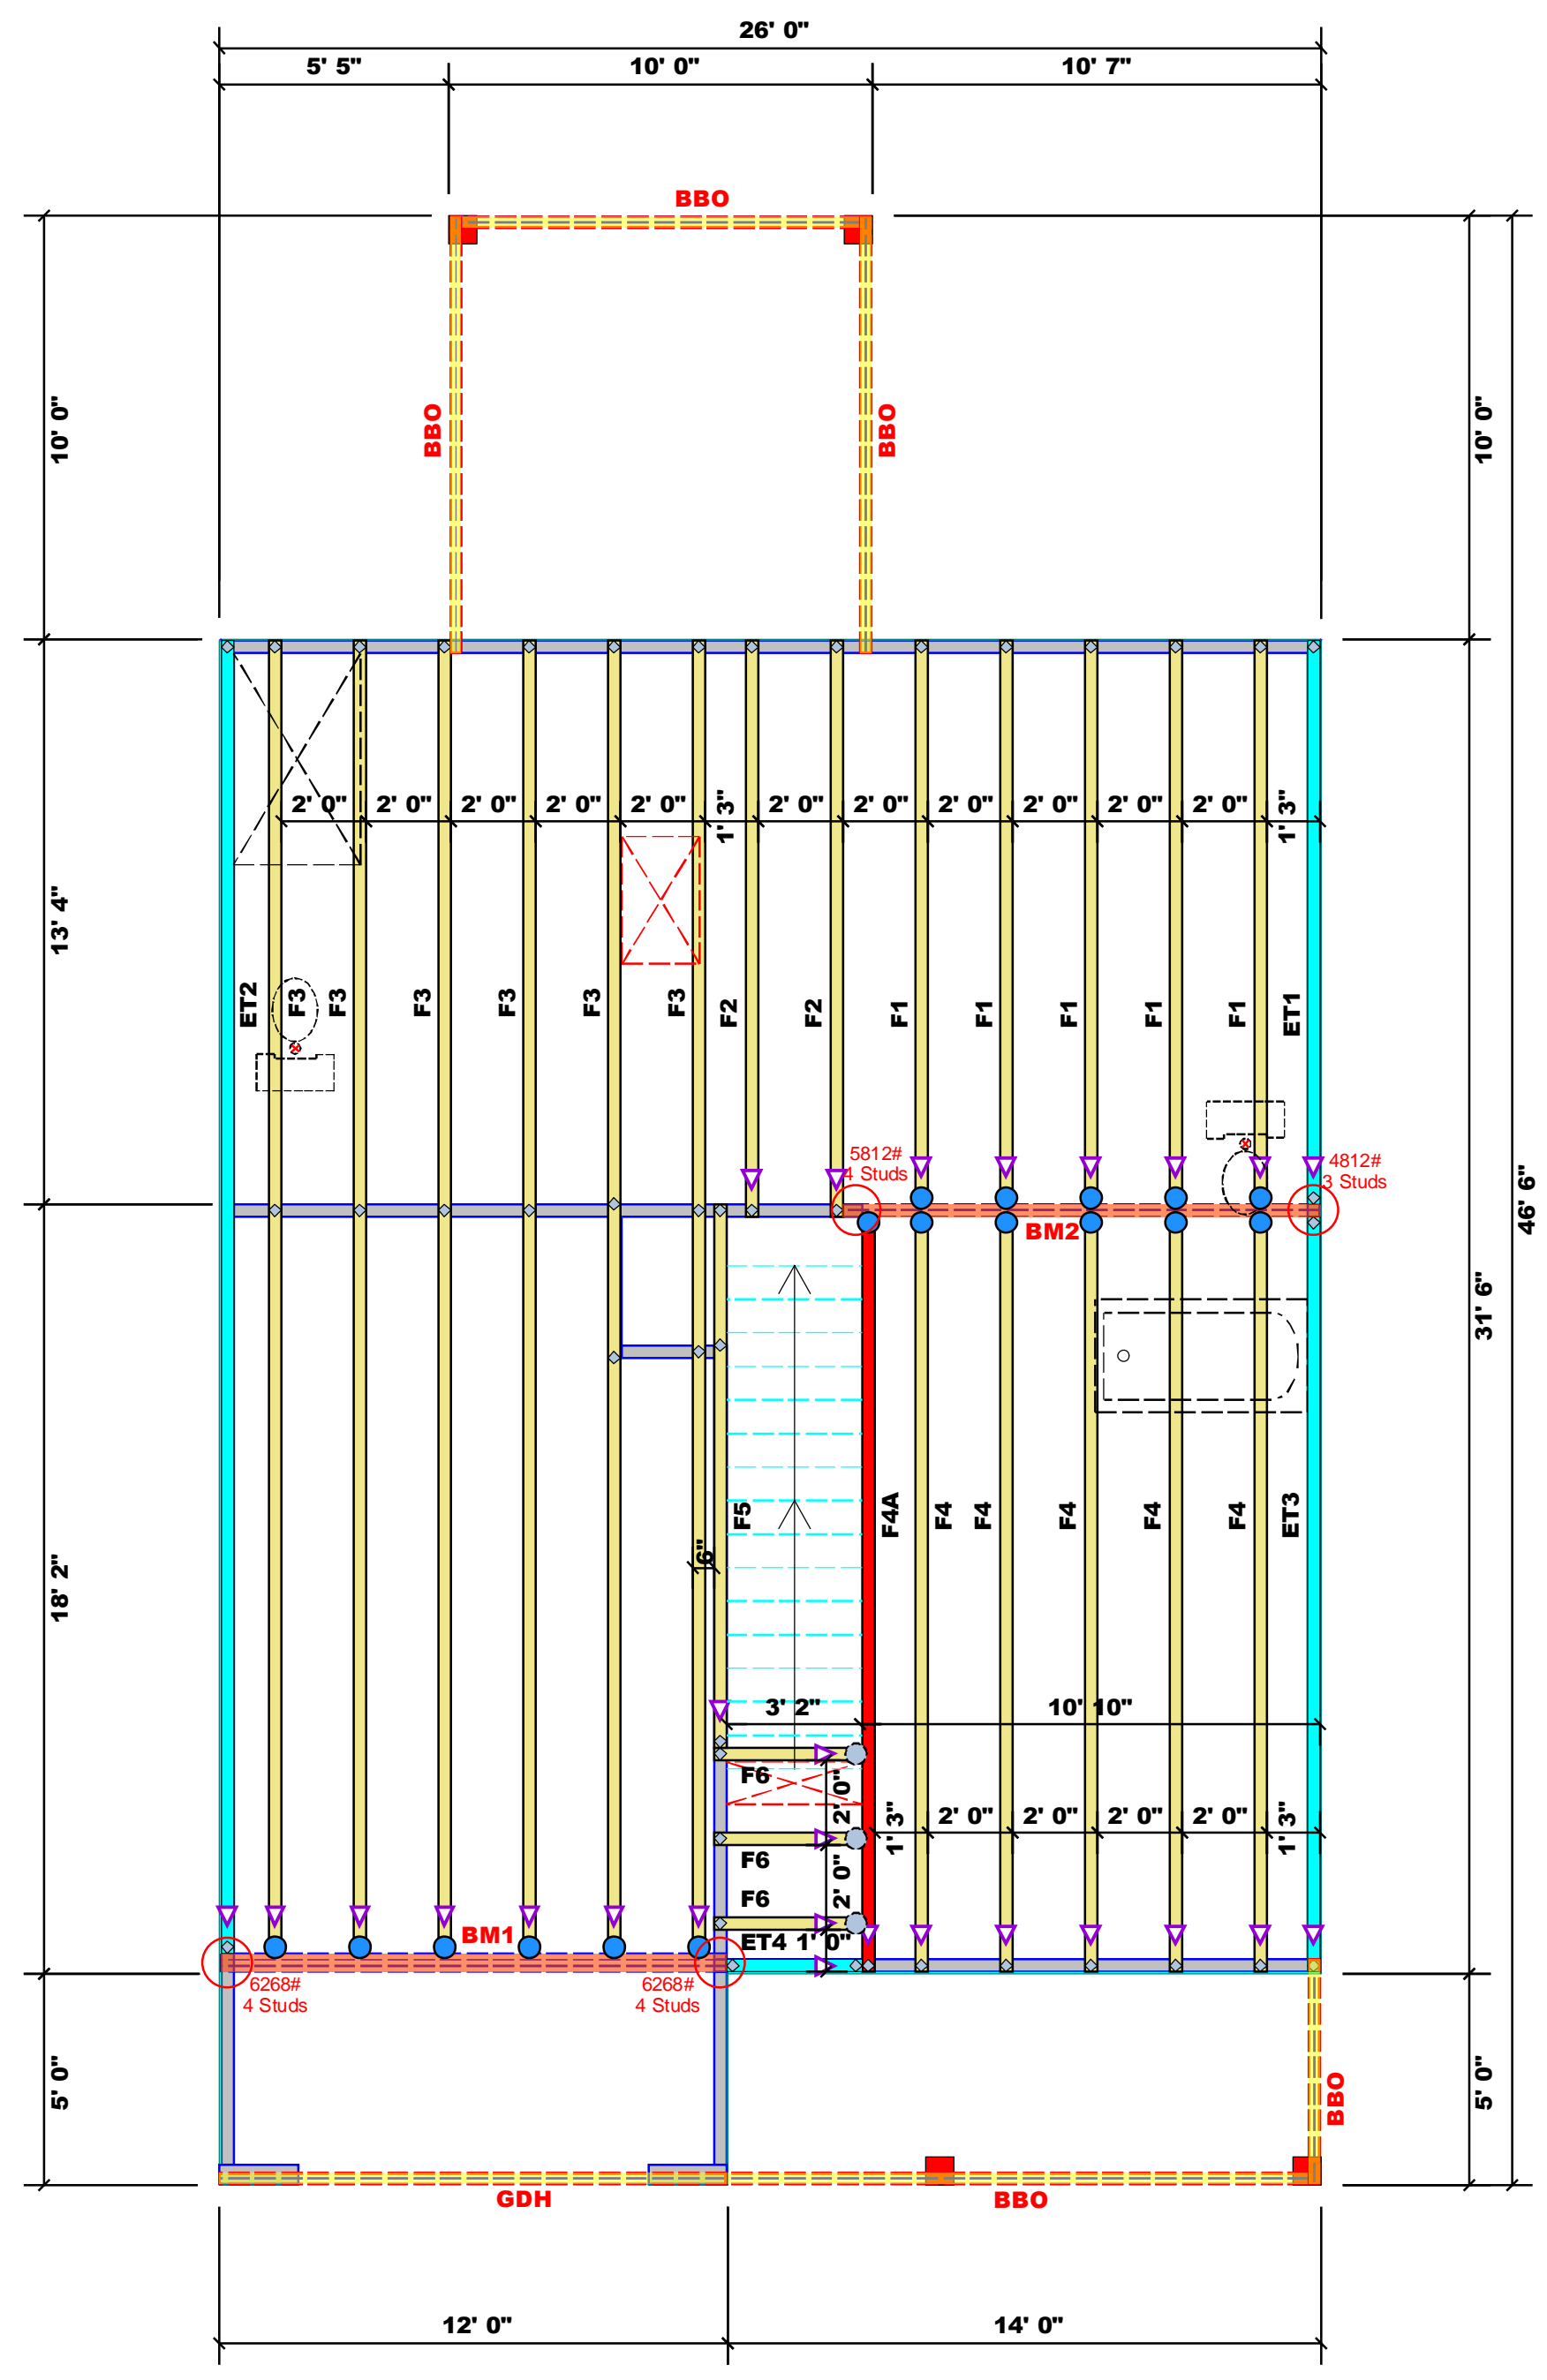 26' 0"
5' 5"
10' 0"
10' 7"
BBO
10' 0"
BBO
BBO
10' 0"
2' 0"
2' 0"
2' 0"
2' 0"
2' 0"
1' 3"
2' 0"
2' 0"
2' 0"
2' 0"
2' 0"
2' 0"
1' 3"
13' 4"
ET2
F3
F3
F3
F3
F3
F3
F2
F2
F1
F1
F1
F1
F1
ET1
5812#
4 Studs
4812#
3 Studs
BM2
46' 6"
31' 6"
18' 2"
F5
F4A
F4
F4
F4
F4
F4
ET3
6"
3' 2"
10' 10"
F6
2' 0"
1' 3"
2' 0"
2' 0"
2' 0"
2' 0"
1' 3"
F6
2' 0"
F6
BM1
ET4
1' 0"
6268#
4 Studs
6268#
4 Studs
5' 0"
5' 0"
BBO
GDH
BBO
12' 0"
14' 0"